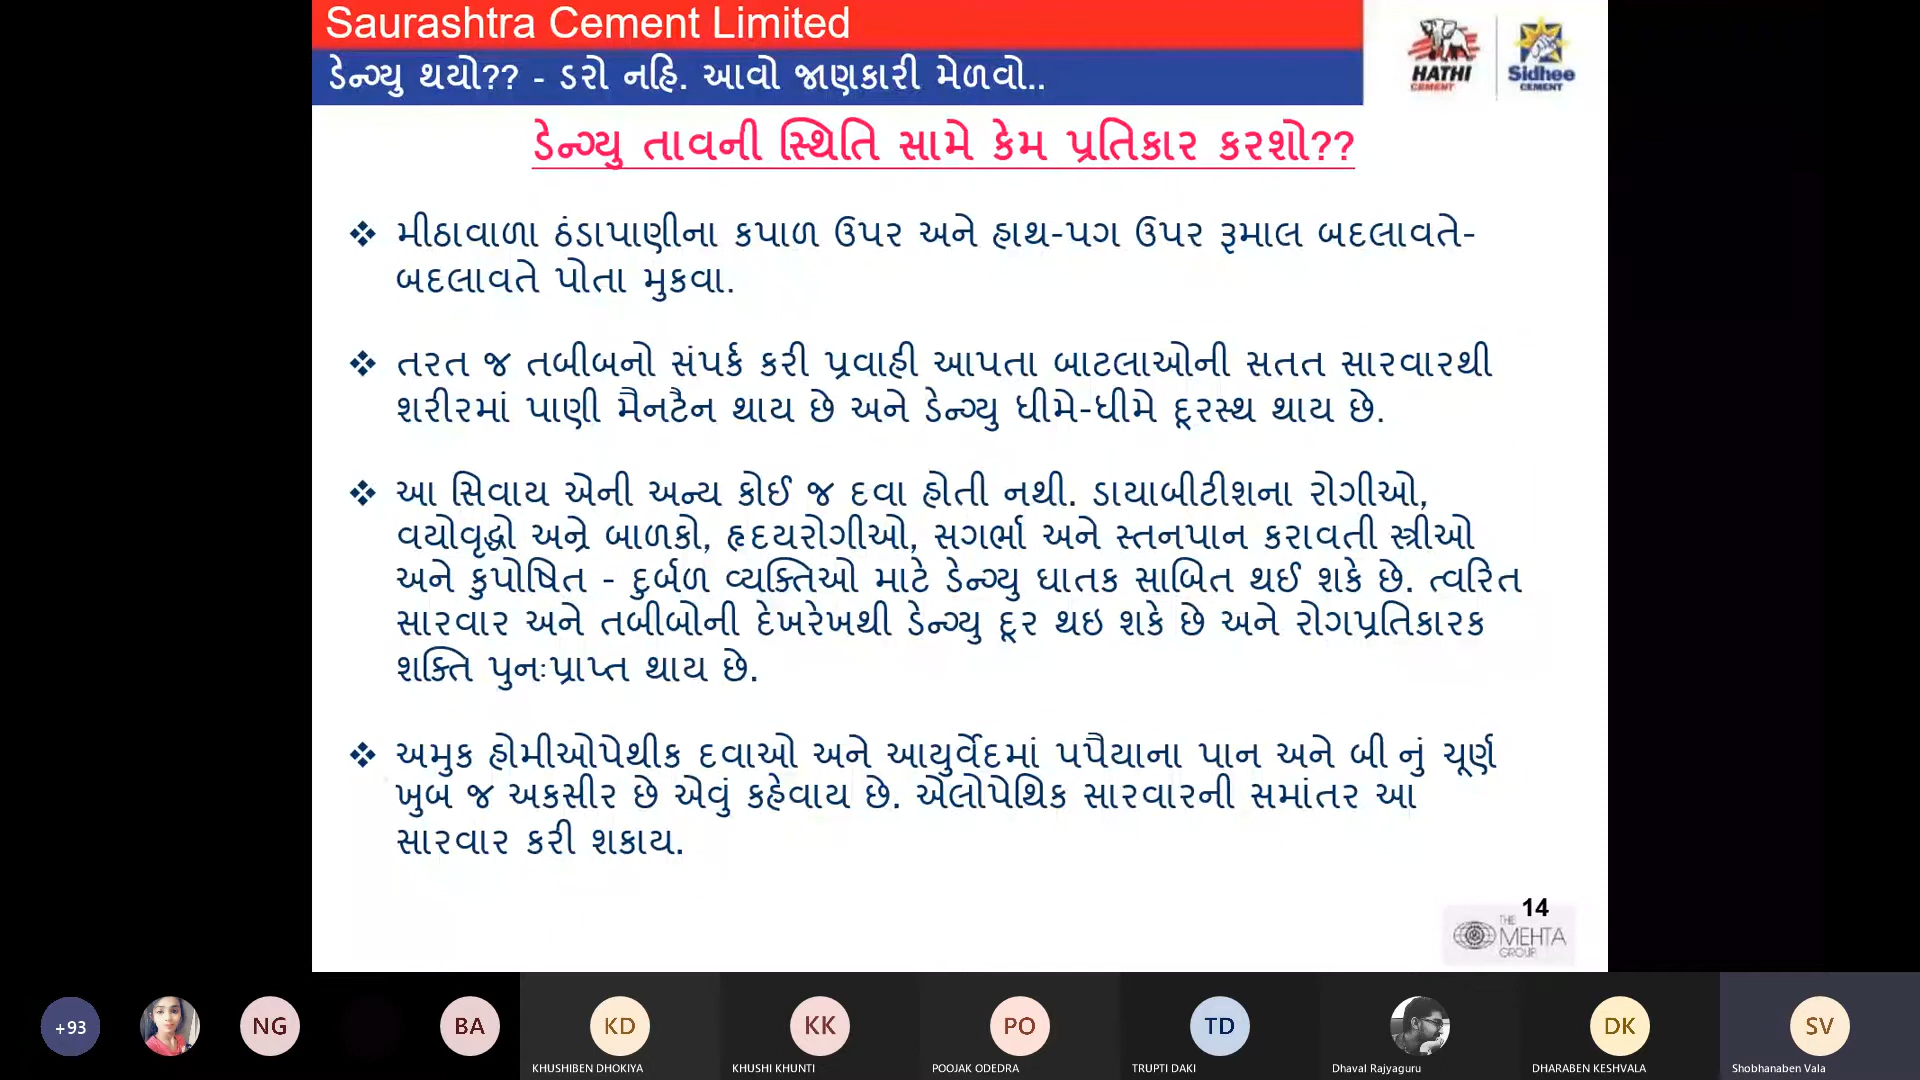 Saurashtra Cement Limited
ડેન્ગ્યુ થયો?? - ડરો નહિ. આવો જાણકારી મેળવો..
HATHI
CEMENT
Sidhee
CEMENT
ડેન્ગ્યુ તાવની સ્થિતિ સામે કેમ પ્રતિકાર કરશો??
❖ મીઠાવાળા ઠંડાપાણીના કપાળ ઉપર અને હાથ-પગ ઉપર રૂમાલ બદલાવતે-
બદલાવતે પોતા મુકવા.
❖ તરત જ તબીબનો સંપર્ક કરી પ્રવાહી આપતા બાટલાઓની સતત સારવારથી
શરીરમાં પાણી મૈનટૈન થાય છે અને ડેન્ગ્યુ ધીમે-ધીમે દૂરસ્થ થાય છે.
❖ આ સિવાય એની અન્ય કોઈ જ દવા હોતી નથી. ડાયાબીટીશના રોગીઓ,
વયોવૃદ્ધો અન્રે બાળકો, હૃદયરોગીઓ, સગર્ભા અને સ્તનપાન કરાવતી સ્ત્રીઓ
અને કુપોષિત - દુર્બળ વ્યક્તિઓ માટે ડેન્ગ્યુ ઘાતક સાબિત થઈ શકે છે. ત્વરિત
સારવાર અને તબીબોની દેખરેખથી ડેન્ગ્યુ દૂર થઇ શકે છે અને રોગપ્રતિકારક
શક્તિ પુનઃપ્રાપ્ત થાય છે.
❖ અમુક હોમીઓપેથીક દવાઓ અને આયુર્વેદમાં પપૈયાના પાન અને બી નું ચૂર્ણ
ખુબ જ અકસીર છે એવું કહેવાય છે. એલોપેથિક સારવારની સમાંતર આ
સારવાર કરી શકાય.
14
THE
MEHTA
GROUP
+93
NG
BA
KD
KK
PO
TD
DK
SV
KHUSHIBEN DHOKIYA
KHUSHI KHUNTI
POOJAK ODEDRA
TRUPTI DAKI
Dhaval Rajyaguru
DHARABEN KESHVALA
Shobhanaben Vala